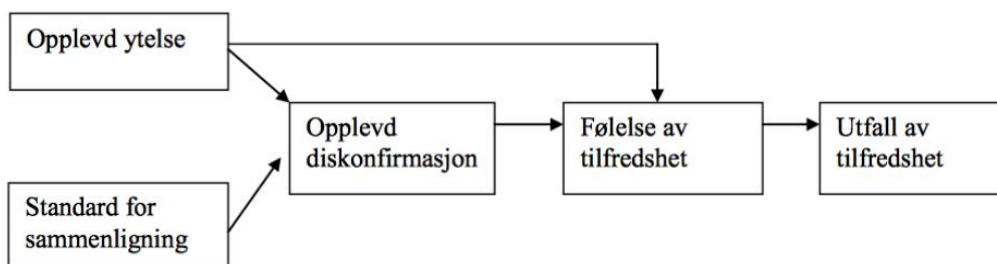 Opplevd ytelse
Opplevd
diskonfirmasjon
Følelse av
tilfredshet
Utfall av
tilfredshet
Standard for
sammenligning